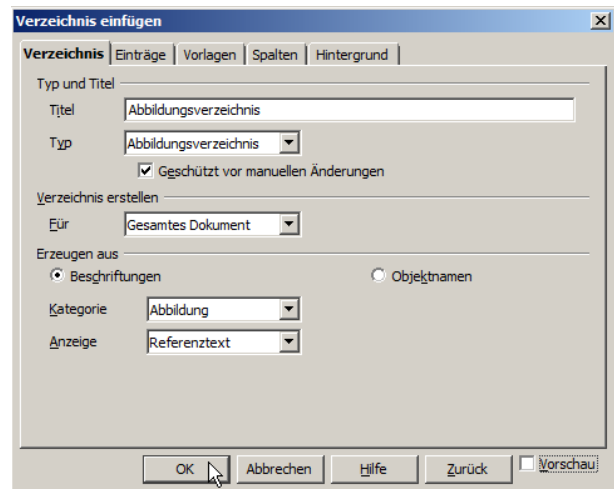 Verzeichnis einfügen
Verzeichnis Einträge Vorlagen Spalten Hintergrund
Typ und Titel
Titel Abbildungsverzeichnis
Typ Abbildungsverzeichnis
Geschützt vor manuellen Änderungen
Verzeichnis erstellen
Für Gesamtes Dokument
Erzeugen aus
Beschriftungen Objektnamen
Kategorie Abbildung
Anzeige Referenztext
OK Abbrechen Hilfe Zurück Vorschau